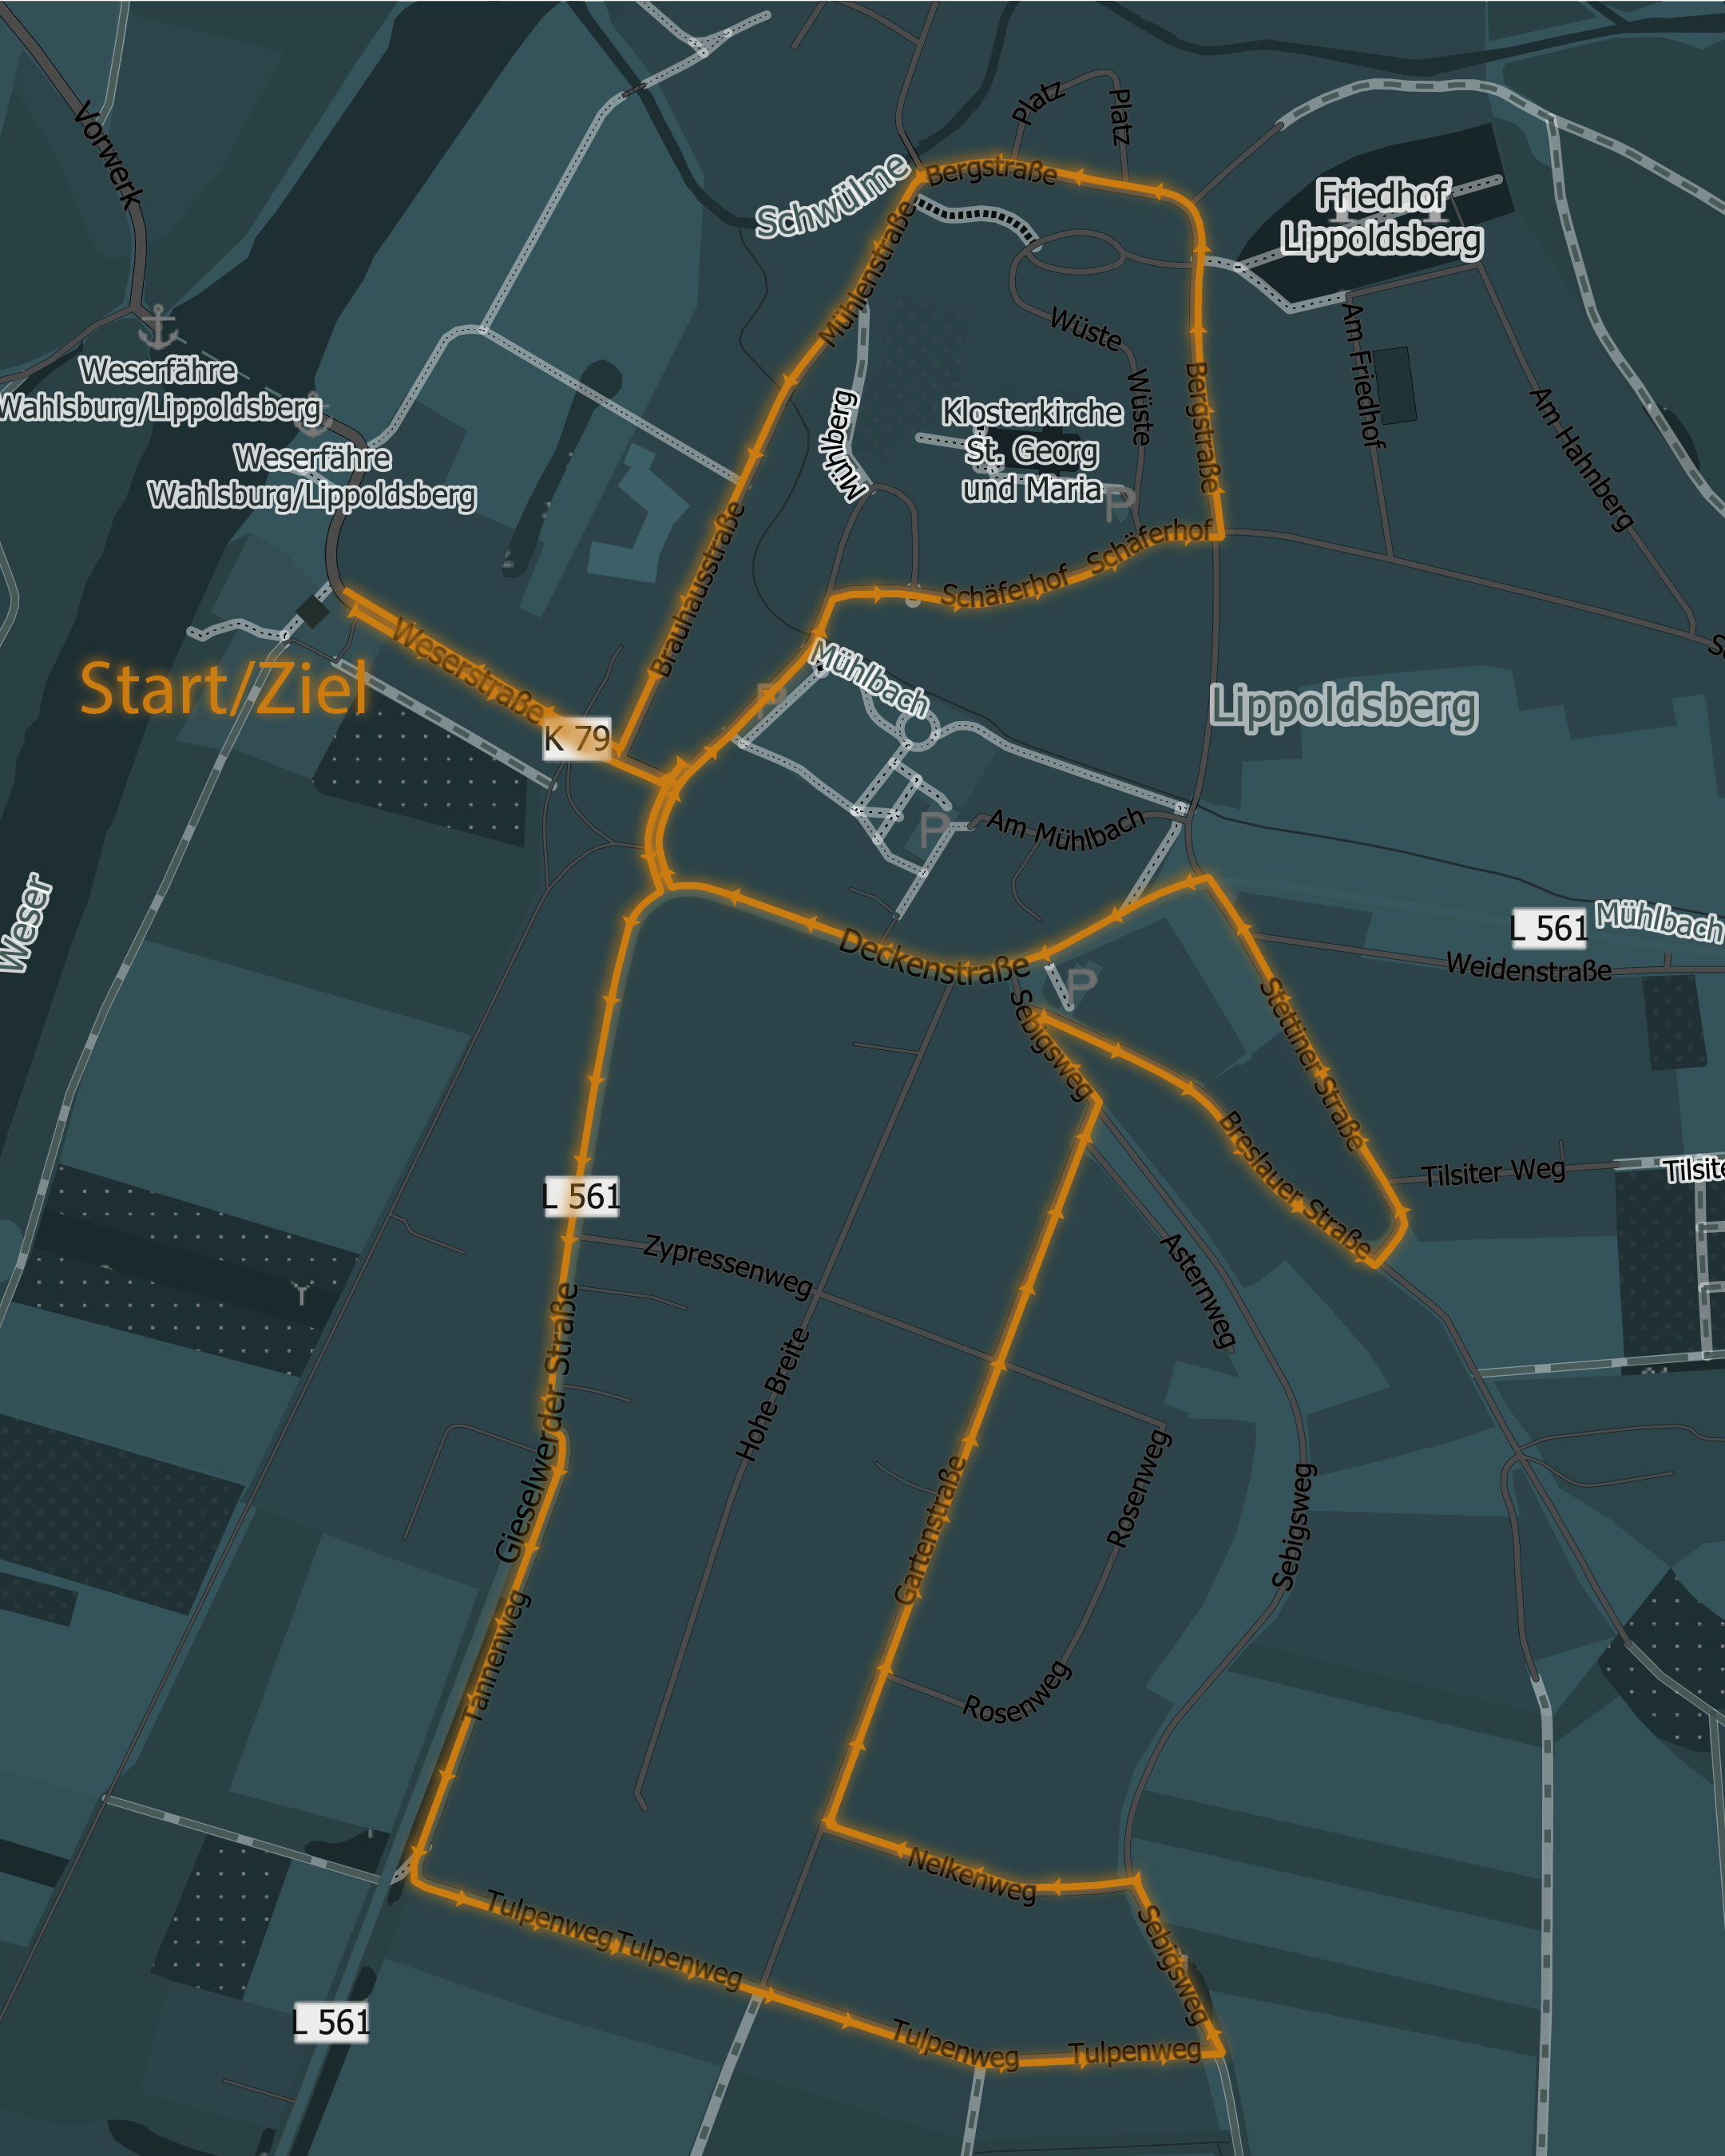 Vorwerk
Platz
Platz
Bergstraße
Schwülme
Friedhof
Lippoldsberg
Mühlenstraße
Wüste
Wüste
Bergstraße
Am Friedhof
Am Hahnberg
Weserfähre
Wahlsburg/Lippoldsberg
Weserfähre
Wahlsburg/Lippoldsberg
Mühlberg
Klosterkirche
St. Georg
und Maria
P
Brauhausstraße
Schäferhof
Schäferhof
Weserstraße
Start/Ziel
P
Mühlbach
Lippoldsberg
K 79
P
Am Mühlbach
Weser
L 561
Mühlbach
Deckenstraße
Weidenstraße
P
Sebigsweg
Stettiner Straße
Breslauer Straße
Tilsiter Weg
Tilsite
L 561
Zypressenweg
Asternweg
Gieselwerder Straße
Hohe Breite
Gartenstraße
Rosenweg
Sebigsweg
Tannenweg
Rosenweg
Nelkenweg
Sebigsweg
Tulpenweg
Tulpenweg
L 561
Tulpenweg
Tulpenweg